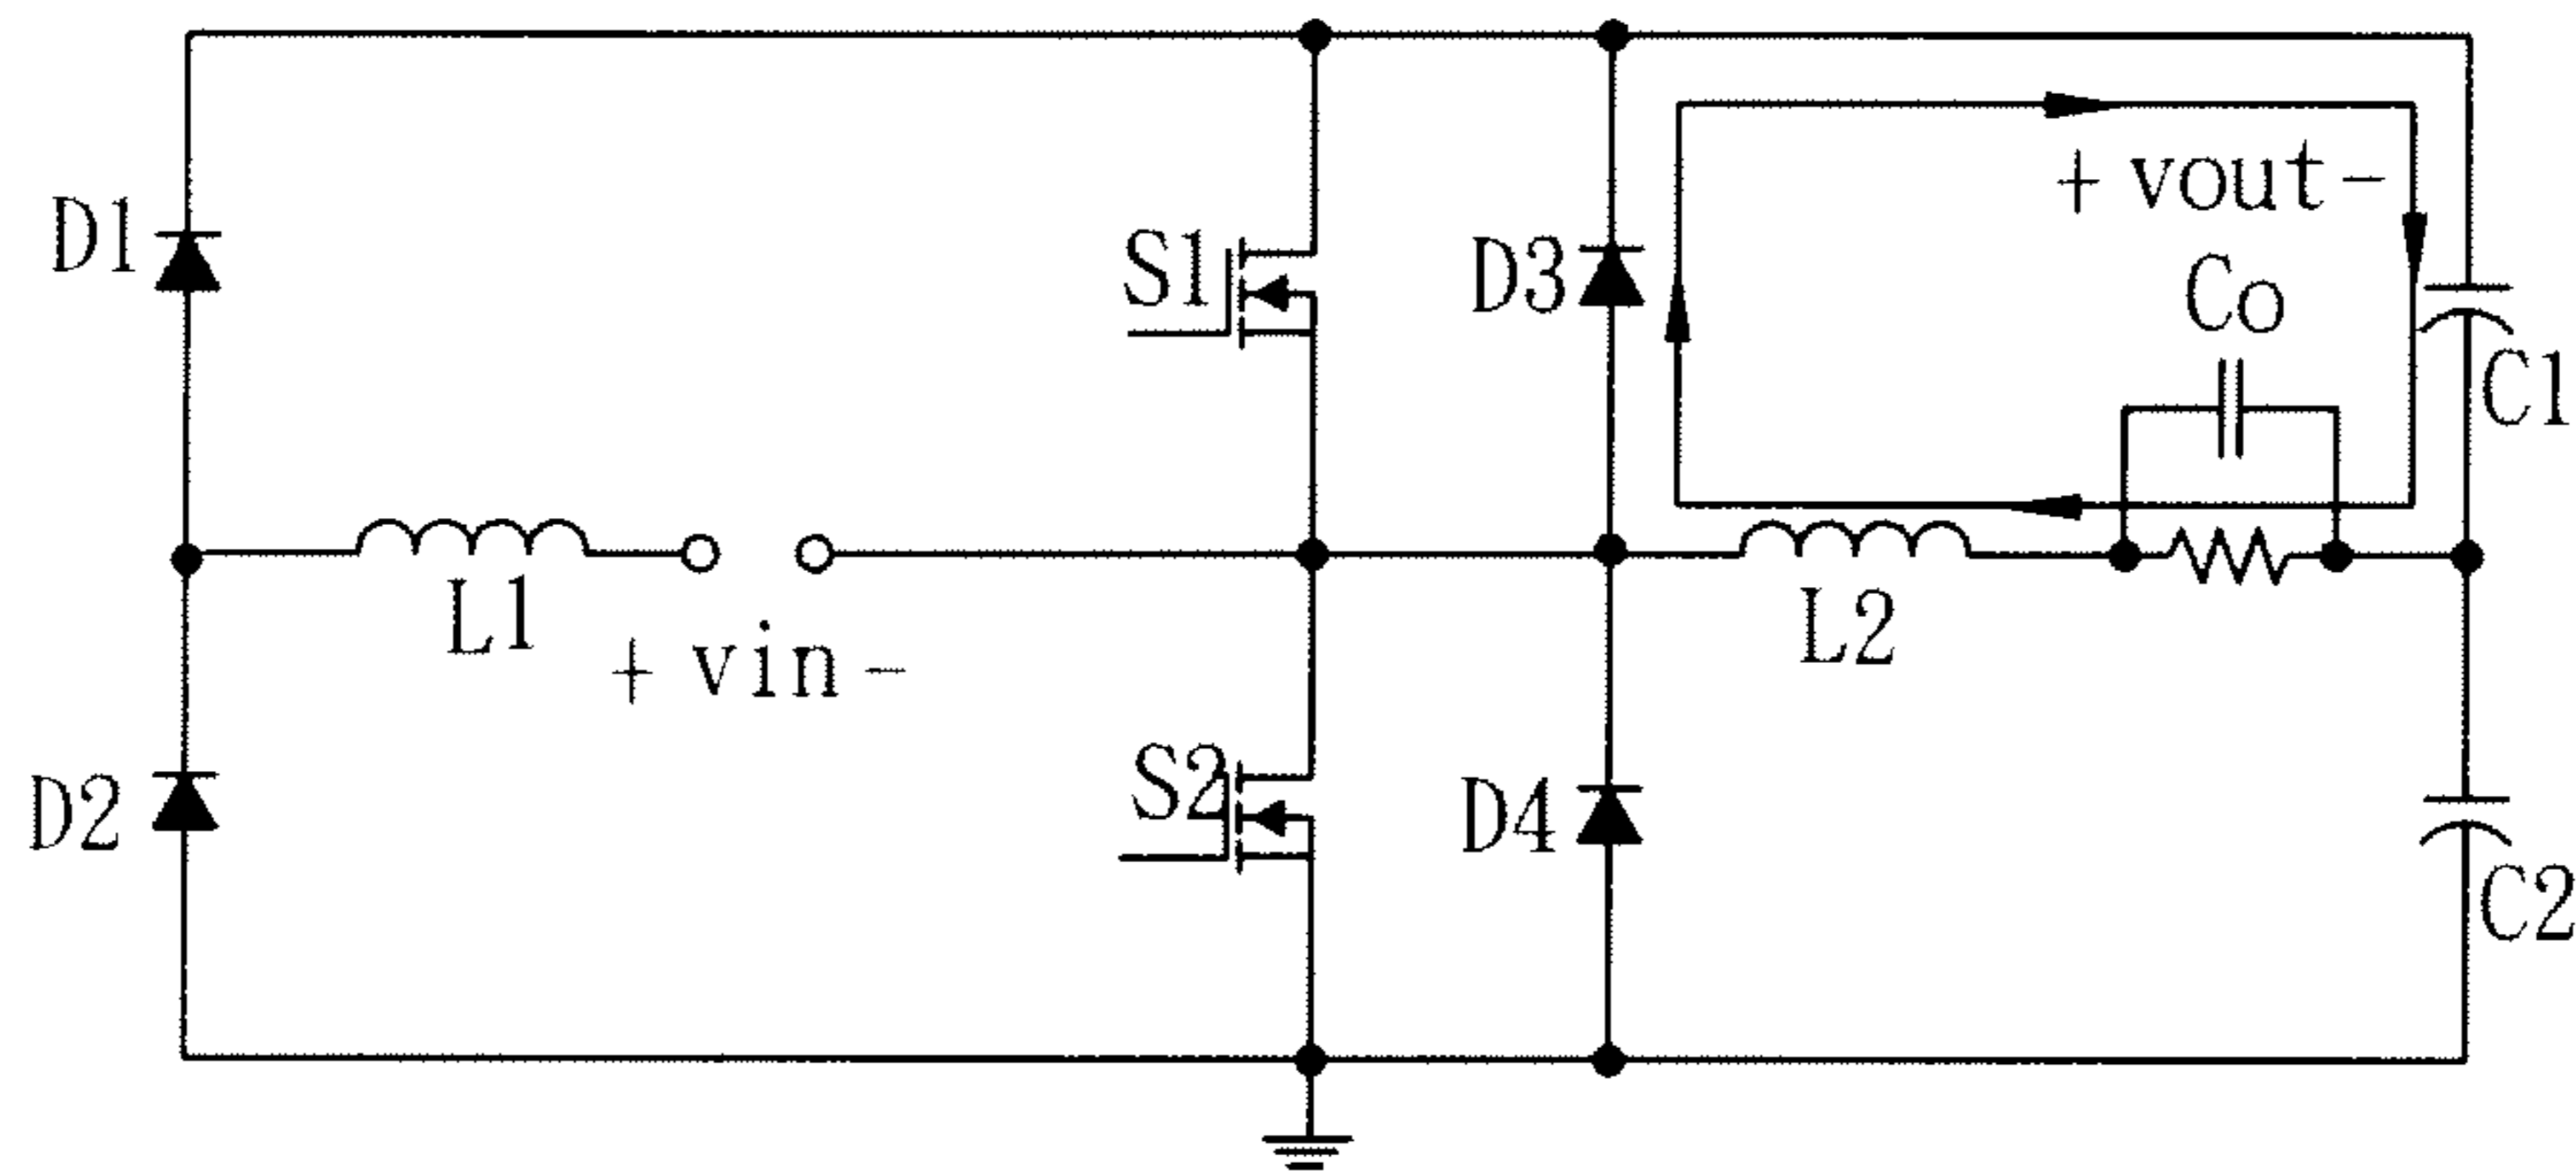 + vout -
D1
S1
D3
Co
C1
L1
L2
+ vin -
S2
D2
D4
C2